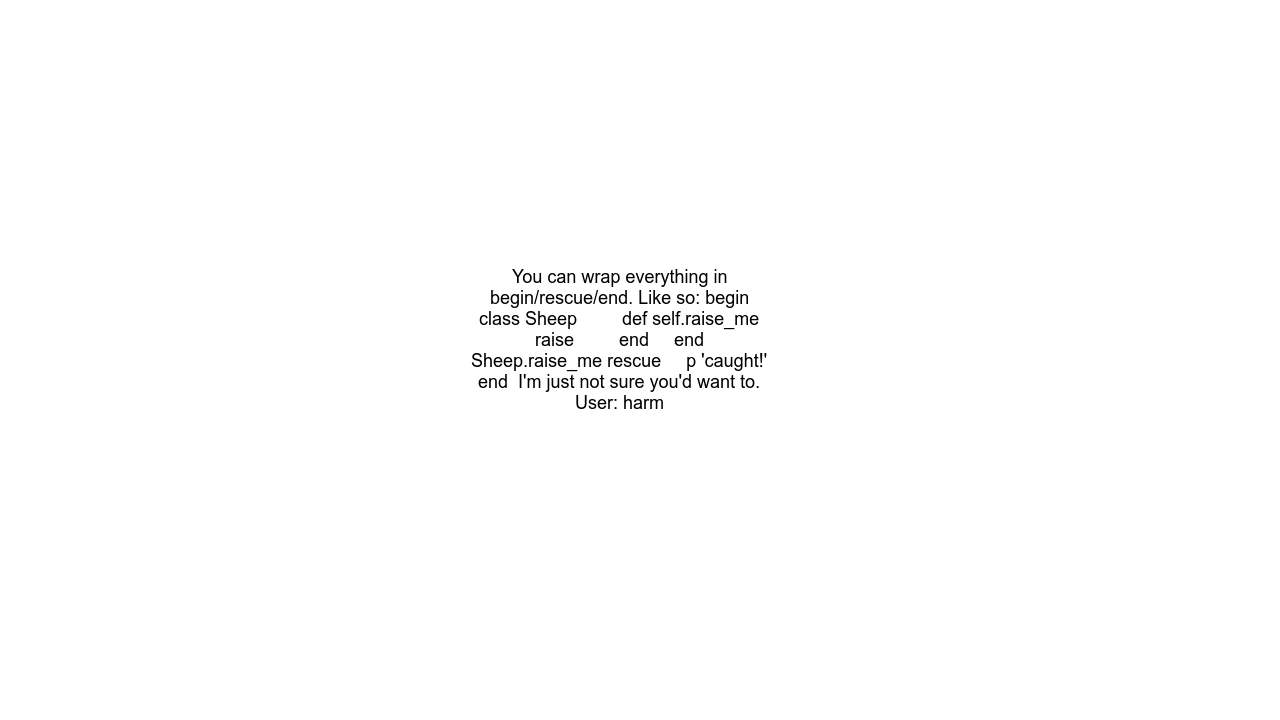 You can wrap everything in
begin/rescue/end. Like so: begin
class Sheep         def self.raise_me
raise         end     end
Sheep.raise_me rescue     p 'caught!'
end  I'm just not sure you'd want to.
User: harm